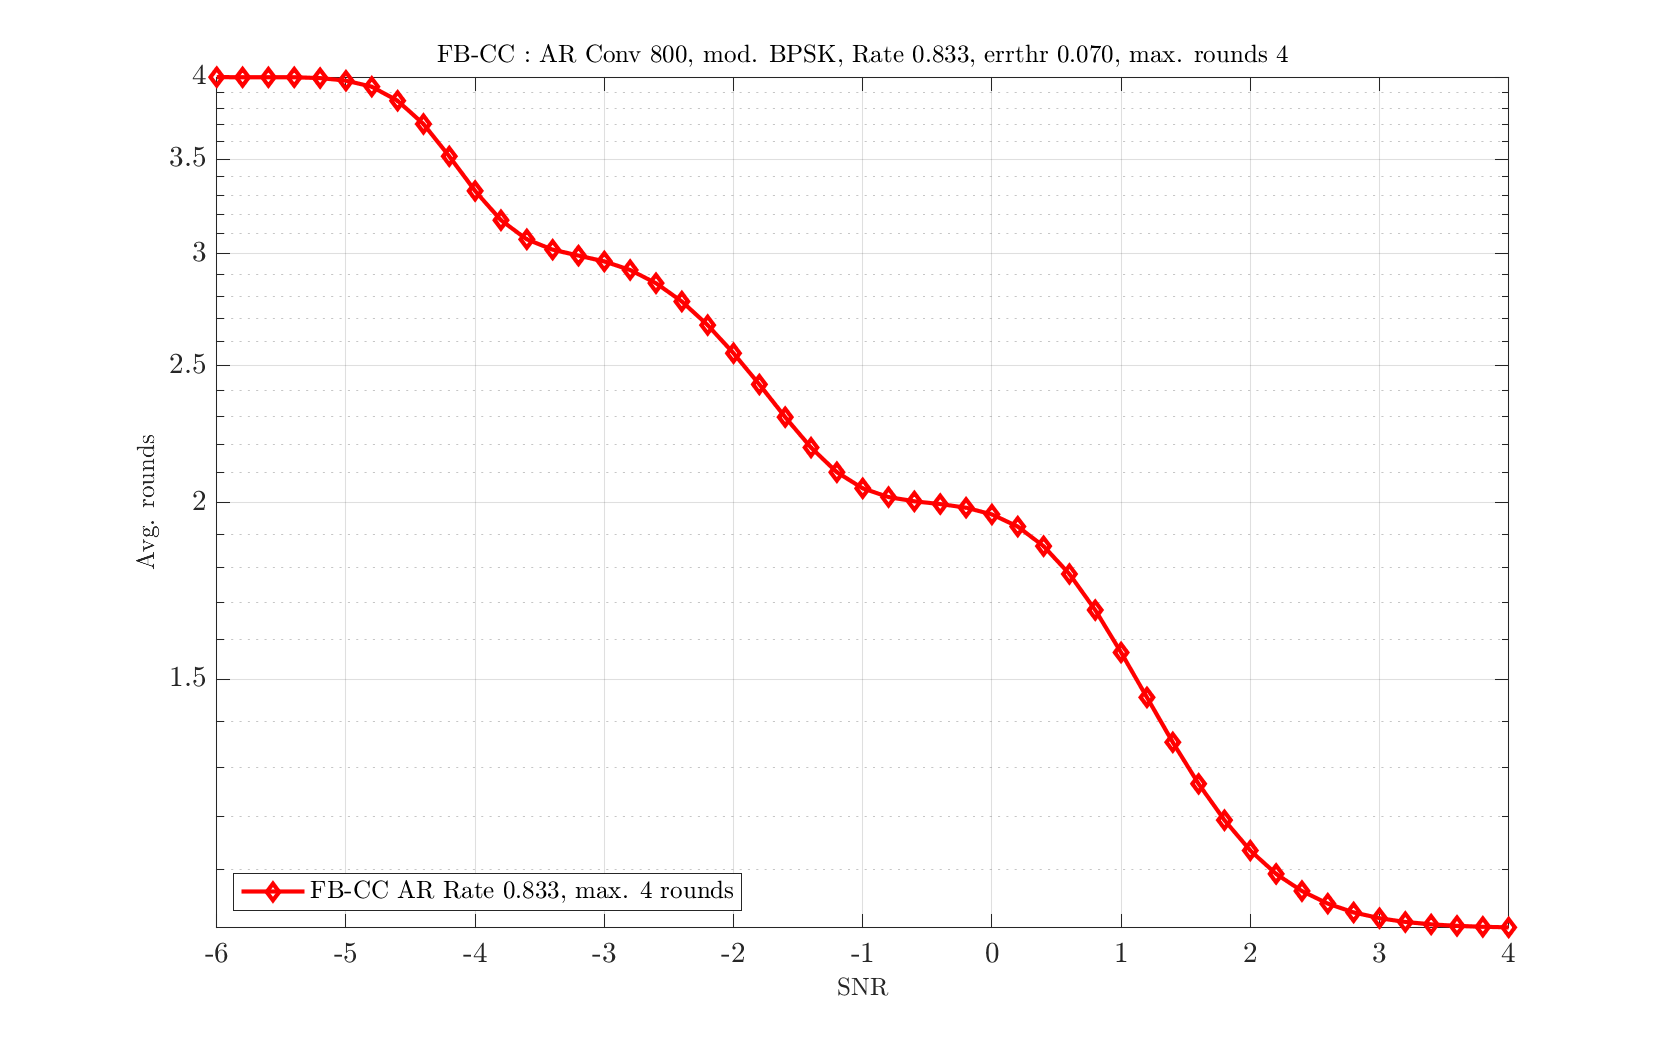 FB-CC : AR Conv 800, mod. BPSK, Rate 0.833, errthr 0.070, max. rounds 4
4
3.5
3
2.5
2
1.5
Avg. rounds
FB-CC AR Rate 0.833, max. 4 rounds
-6 -5 -4 -3 -2 -1 0 1 2 3 4
SNR